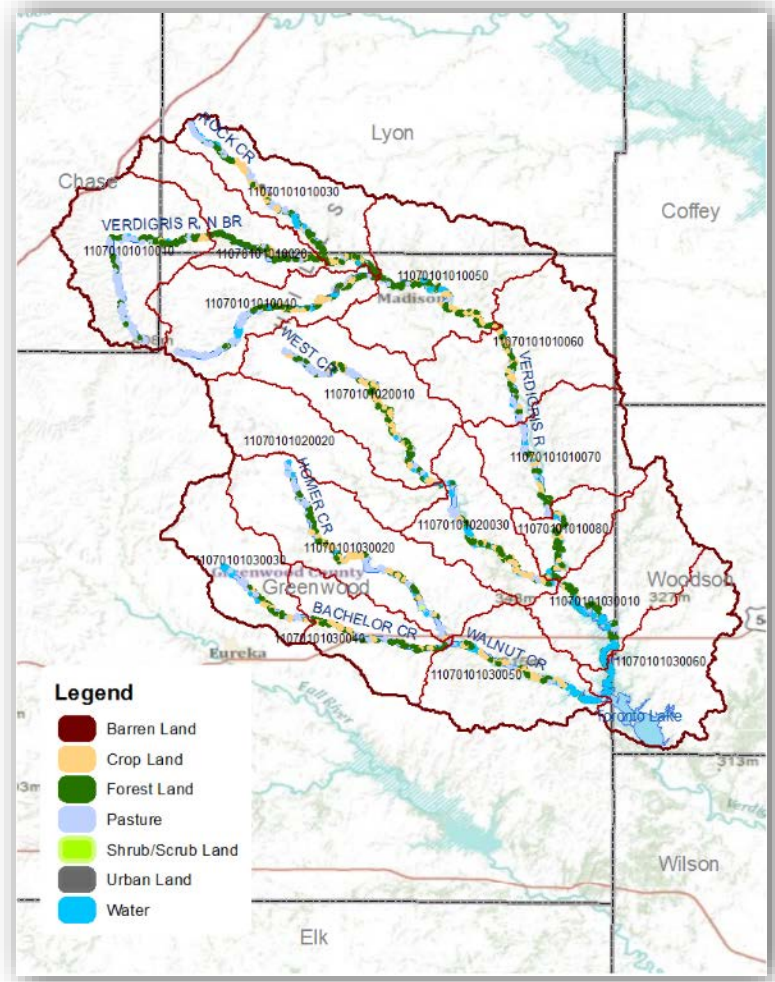 Lyon
ROCK CR
Chase
11070101010030
Coffey
VERDIGRIS R, N BR
11070101010010
11070101010020
11070101010050
Madison
11070101010040
WEST CR
11070101010060
VERDIGRIS R
11070101020010
11070101020020
11070101010070
HOMER CR
11070101020030
11070101010080
11070101030020
11070101030030
Greenwood County
Greenwood
Woodson
327m
11070101030010
BACHELOR CR
11070101030040
WALNUT CR
54
Eureka
11070101030060
11070101030050
Fall River
Toronto Lake
313m
Legend
Barren Land
Crop Land
Forest Land
Pasture
Shrub/Scrub Land
Urban Land
Water
Wilson
Elk